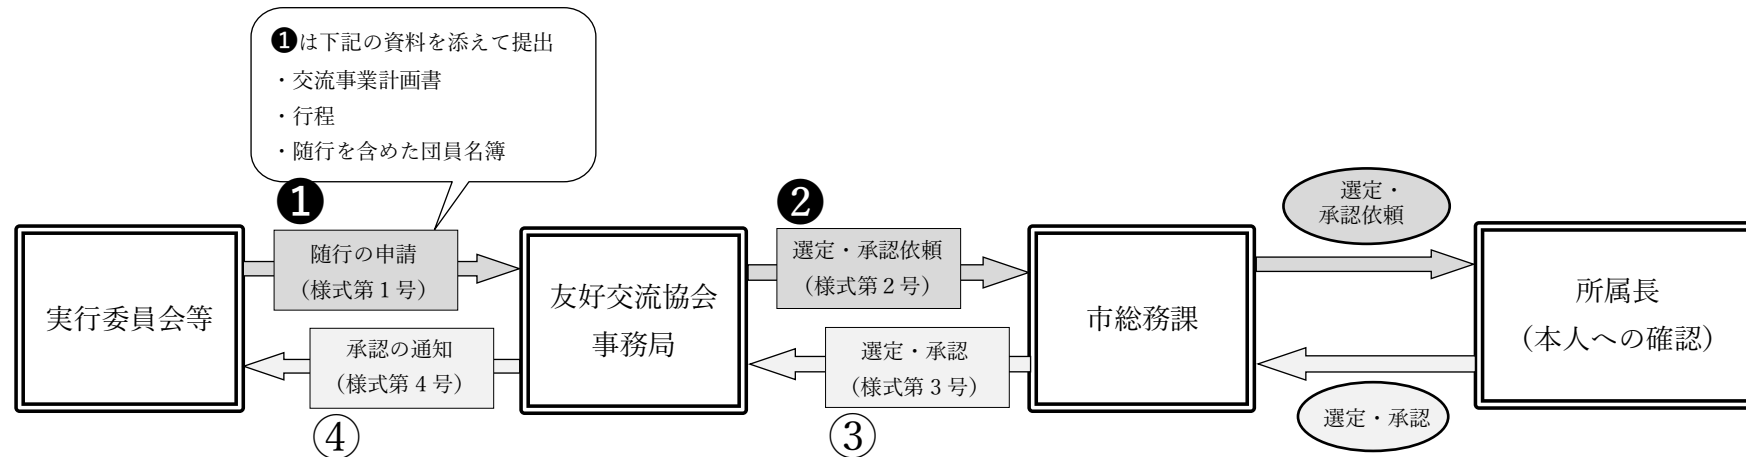 ❶は下記の資料を添えて提出
・交流事業計画書
・行程
・随行を含めた団員名簿
❶
随行の申請
（様式第１号）
❷
選定・承認依頼
（様式第２号）
選定・
承認依頼
実行委員会等
友好交流協会
事務局
市総務課
所属長
（本人への確認）
承認の通知
（様式第４号）
④
選定・承認
（様式第３号）
③
選定・承認